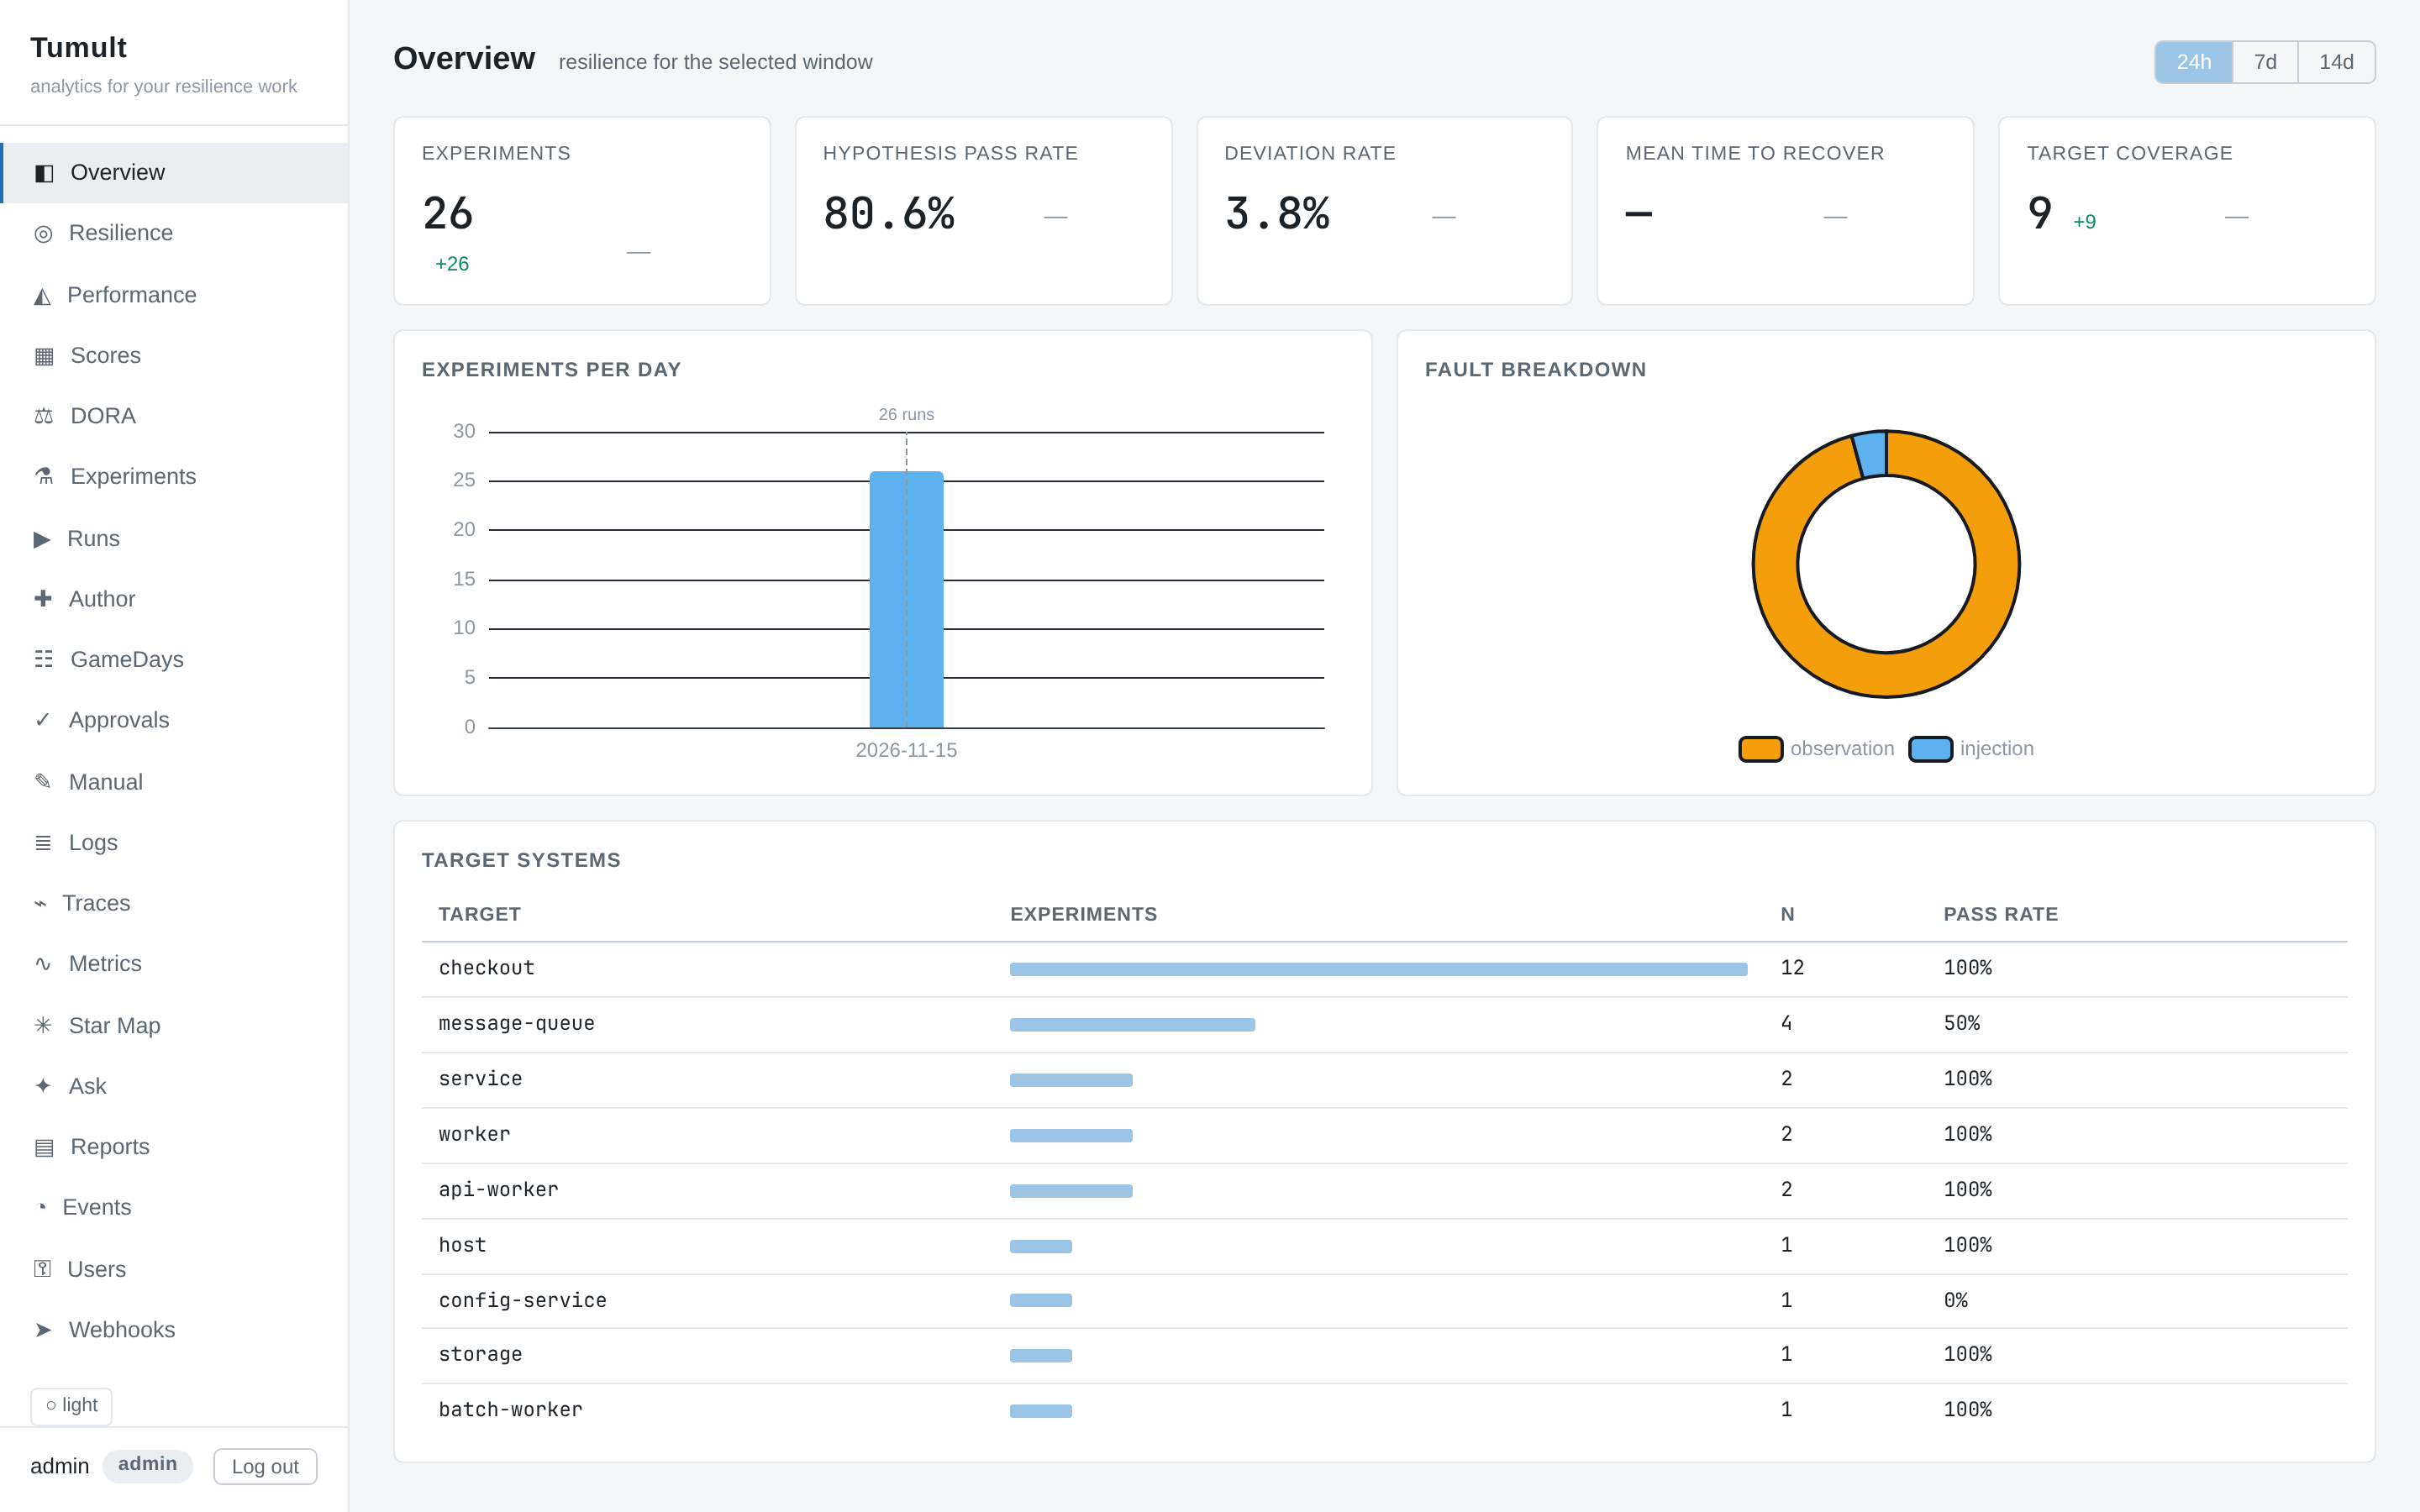 Tumult
analytics for your resilience work
Overview
Resilience
Performance
Scores
DORA
Experiments
Runs
Author
GameDays
Approvals
Manual
Logs
Traces
Metrics
Star Map
Ask
Reports
Events
Users
Webhooks
light
admin admin Log out
Overview resilience for the selected window
24h 7d 14d
EXPERIMENTS
26
+26
—
HYPOTHESIS PASS RATE
80.6% —
DEVIATION RATE
3.8% —
MEAN TIME TO RECOVER
— —
TARGET COVERAGE
9 +9 —
EXPERIMENTS PER DAY
26 runs
30
25
20
15
10
5
0
2026-11-15
FAULT BREAKDOWN
observation injection
TARGET SYSTEMS
TARGET EXPERIMENTS N PASS RATE
checkout 12 100%
message-queue 4 50%
service 2 100%
worker 2 100%
api-worker 2 100%
host 1 100%
config-service 1 0%
storage 1 100%
batch-worker 1 100%